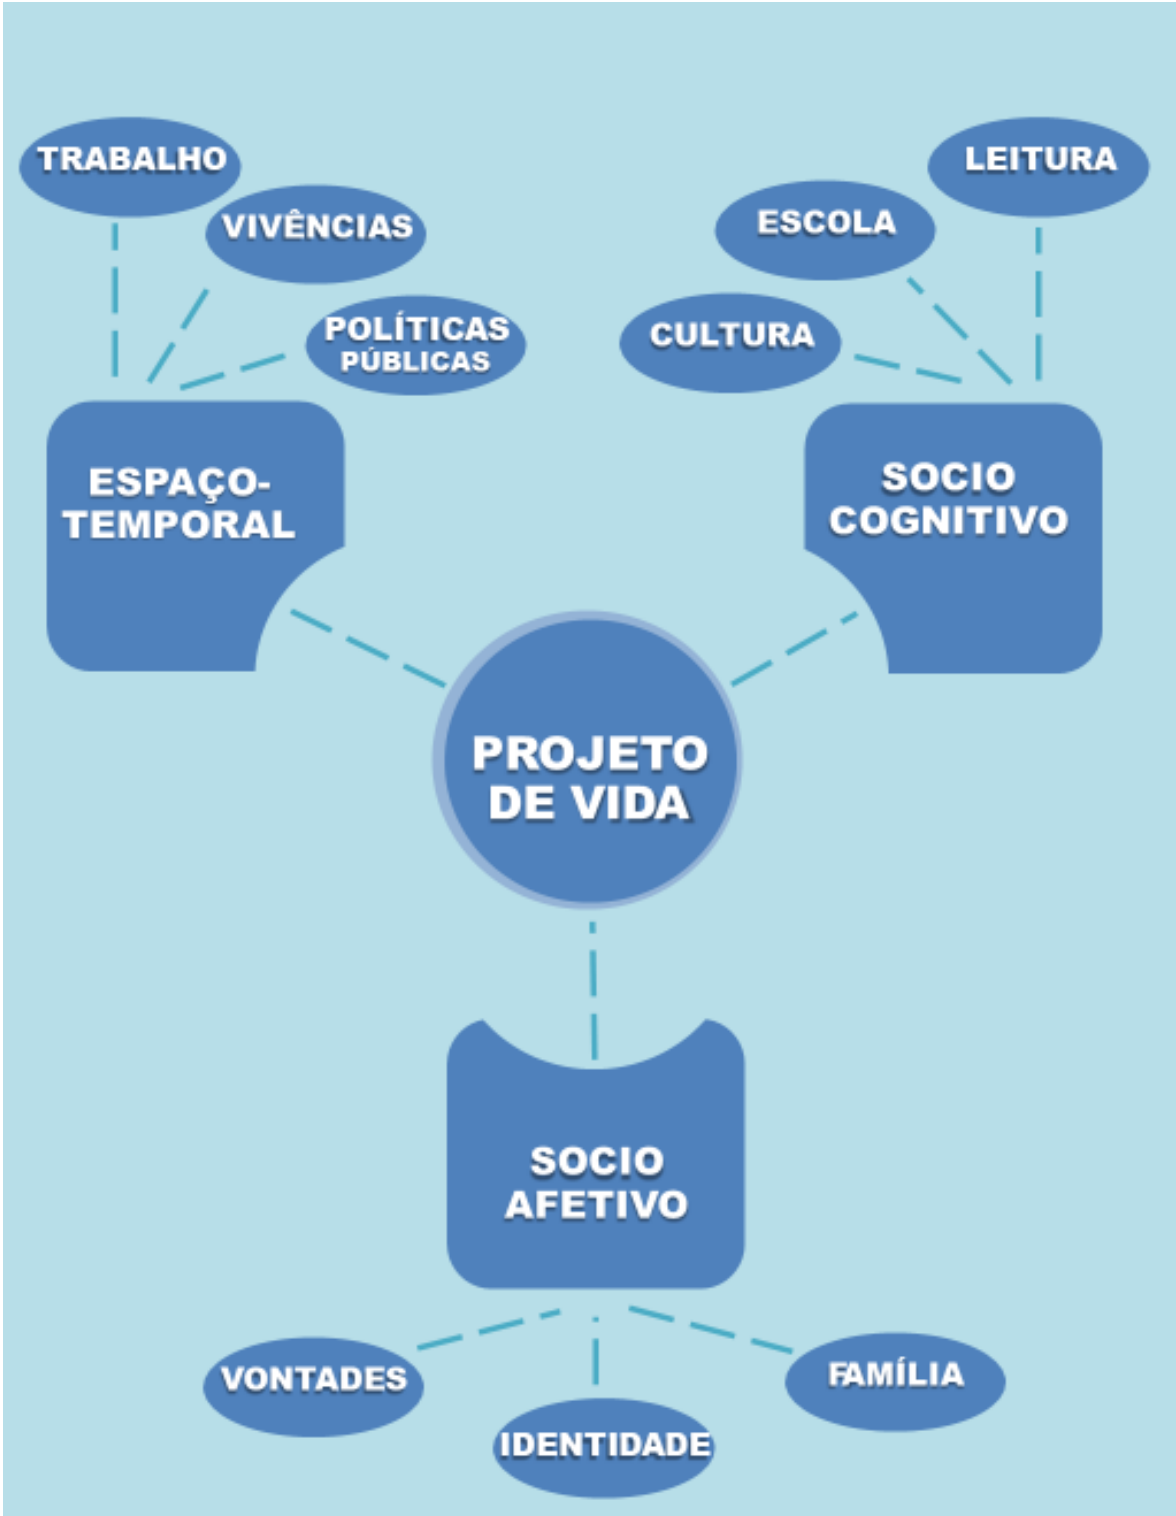 TRABALHO
VIVÊNCIAS
POLÍTICAS
PÚBLICAS
LEITURA
ESCOLA
CULTURA
ESPAÇO-
TEMPORAL
SOCIO
COGNITIVO
PROJETO
DE VIDA
SOCIO
AFETIVO
VONTADES
IDENTIDADE
FAMÍLIA